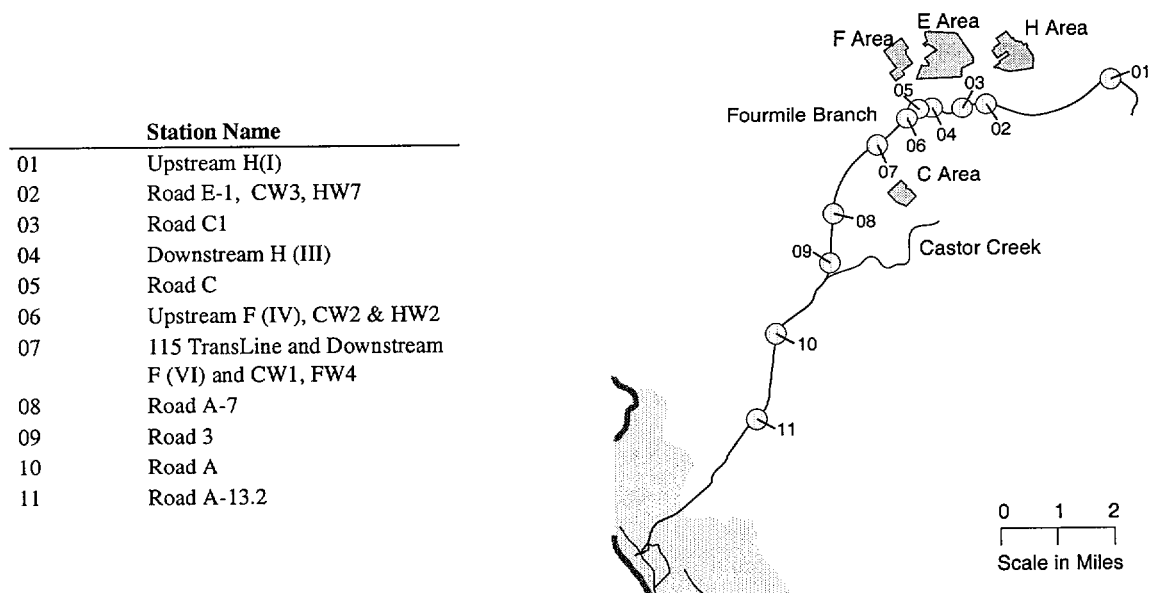 Station Name
01 Upstream H(I)
02 Road E-1, CW3, HW7
03 Road C1
04 Downstream H (III)
05 Road C
06 Upstream F (IV), CW2 & HW2
07 115 TransLine and Downstream
F (VI) and CW1, FW4
08 Road A-7
09 Road 3
10 Road A
11 Road A-13.2
E Area
F Area
H Area
01
05
03
Fourmile Branch
04
02
06
07
C Area
08
09
Castor Creek
10
11
0 1 2
Scale in Miles